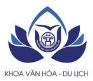 KHOA VĂN HÓA - DU LỊCH